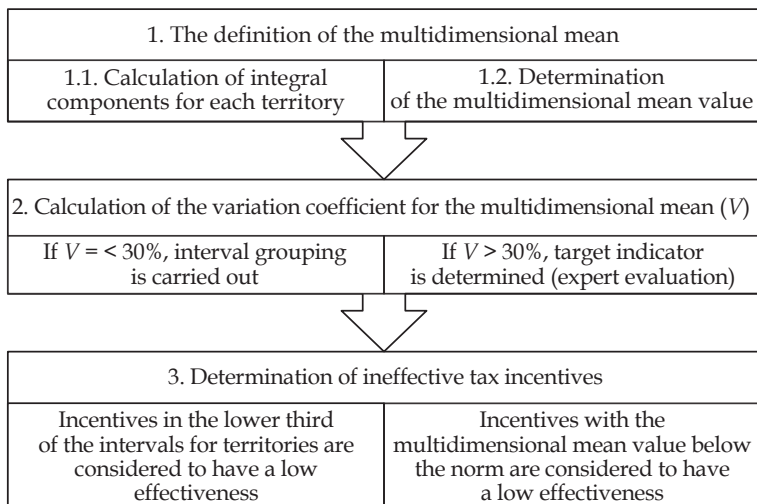 1. The definition of the multidimensional mean
1.1. Calculation of integral
components for each territory
1.2. Determination
of the multidimensional mean value
2. Calculation of the variation coefficient for the multidimensional mean (V)
If V = < 30%, interval grouping
is carried out
If V > 30%, target indicator
is determined (expert evaluation)
3. Determination of ineffective tax incentives
Incentives in the lower third
of the intervals for territories are
considered to have a low
effectiveness
Incentives with the
multidimensional mean value below
the norm are considered to have
a low effectiveness